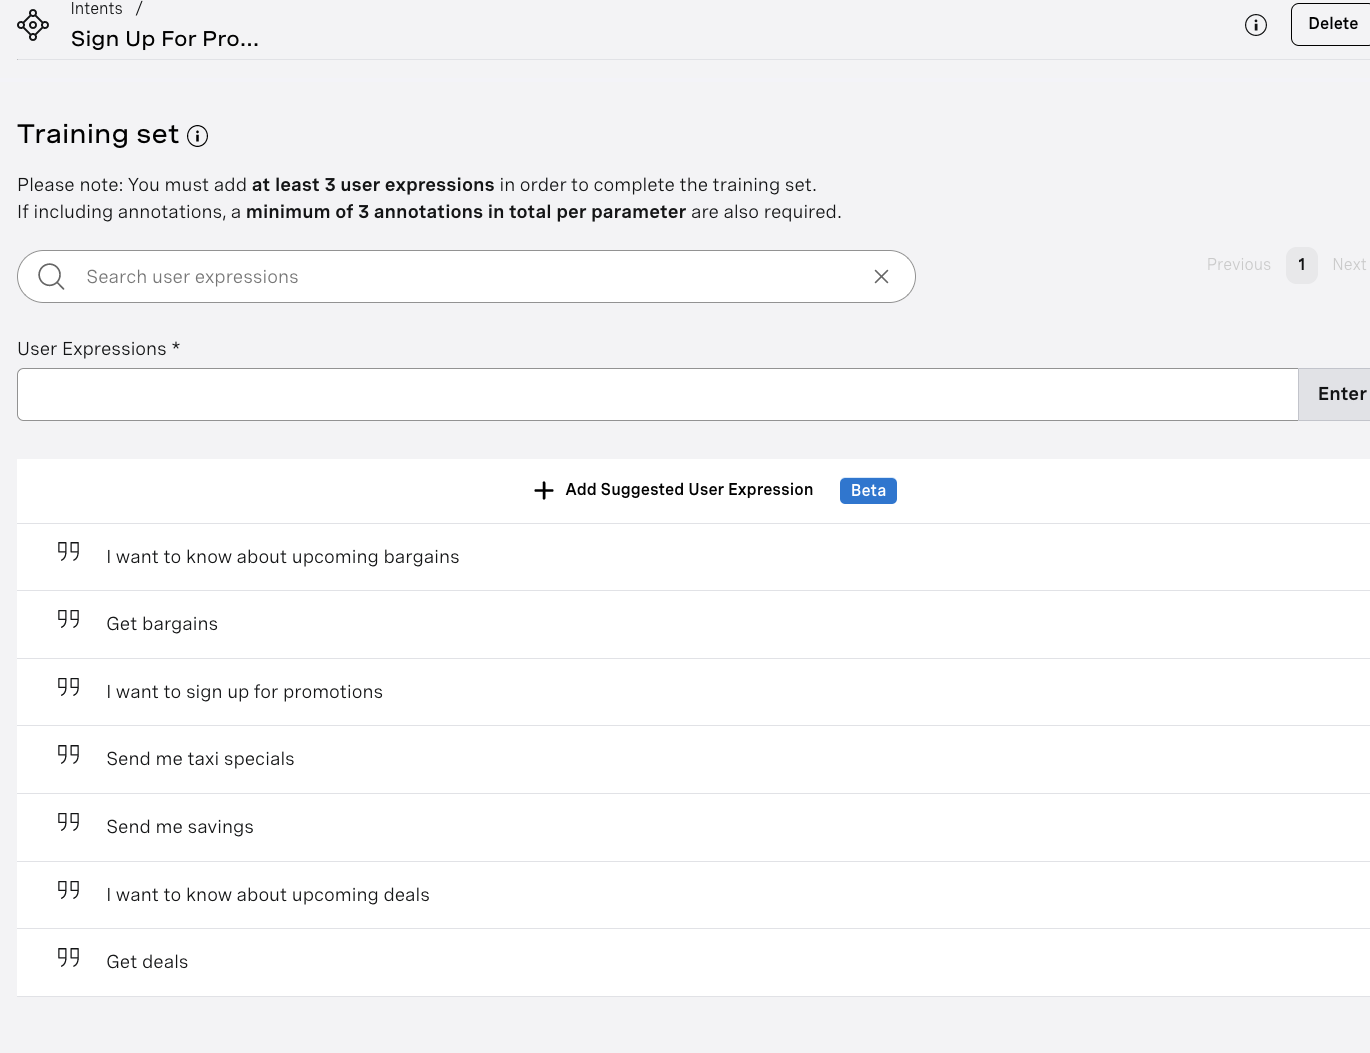 Intents /
Sign Up For Pro...
Delete
Training set
Please note: You must add at least 3 user expressions in order to complete the training set.
If including annotations, a minimum of 3 annotations in total per parameter are also required.
Search user expressions
Previous 1 Next
User Expressions *
Enter
Add Suggested User Expression Beta
I want to know about upcoming bargains
Get bargains
I want to sign up for promotions
Send me taxi specials
Send me savings
I want to know about upcoming deals
Get deals